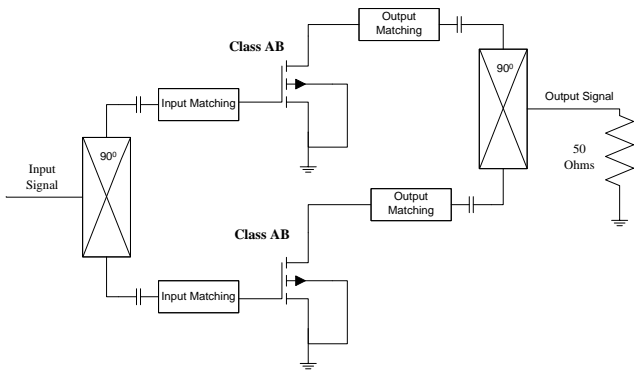 Output
Matching
Class AB
90⁰
Input Matching
Output Signal
90⁰
50
Ohms
Input
Signal
Output
Matching
Class AB
Input Matching